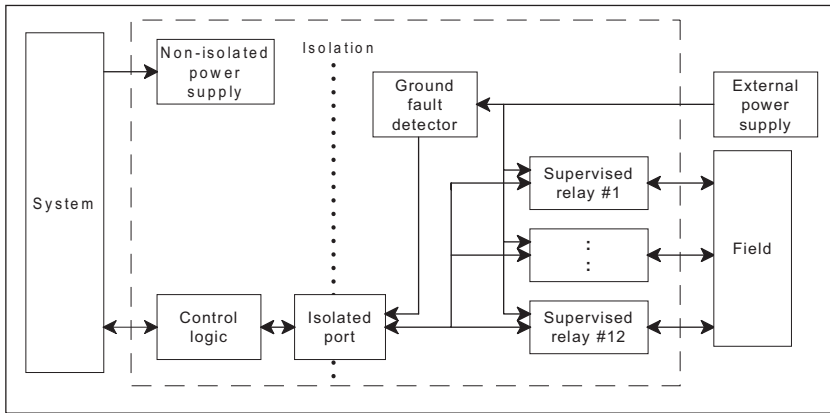 Non-isolated
power
supply
Isolation
Ground
fault
detector
External
power
supply
System
Supervised
relay #1
:
:
Field
Control
logic
Isolated
port
Supervised
relay #12